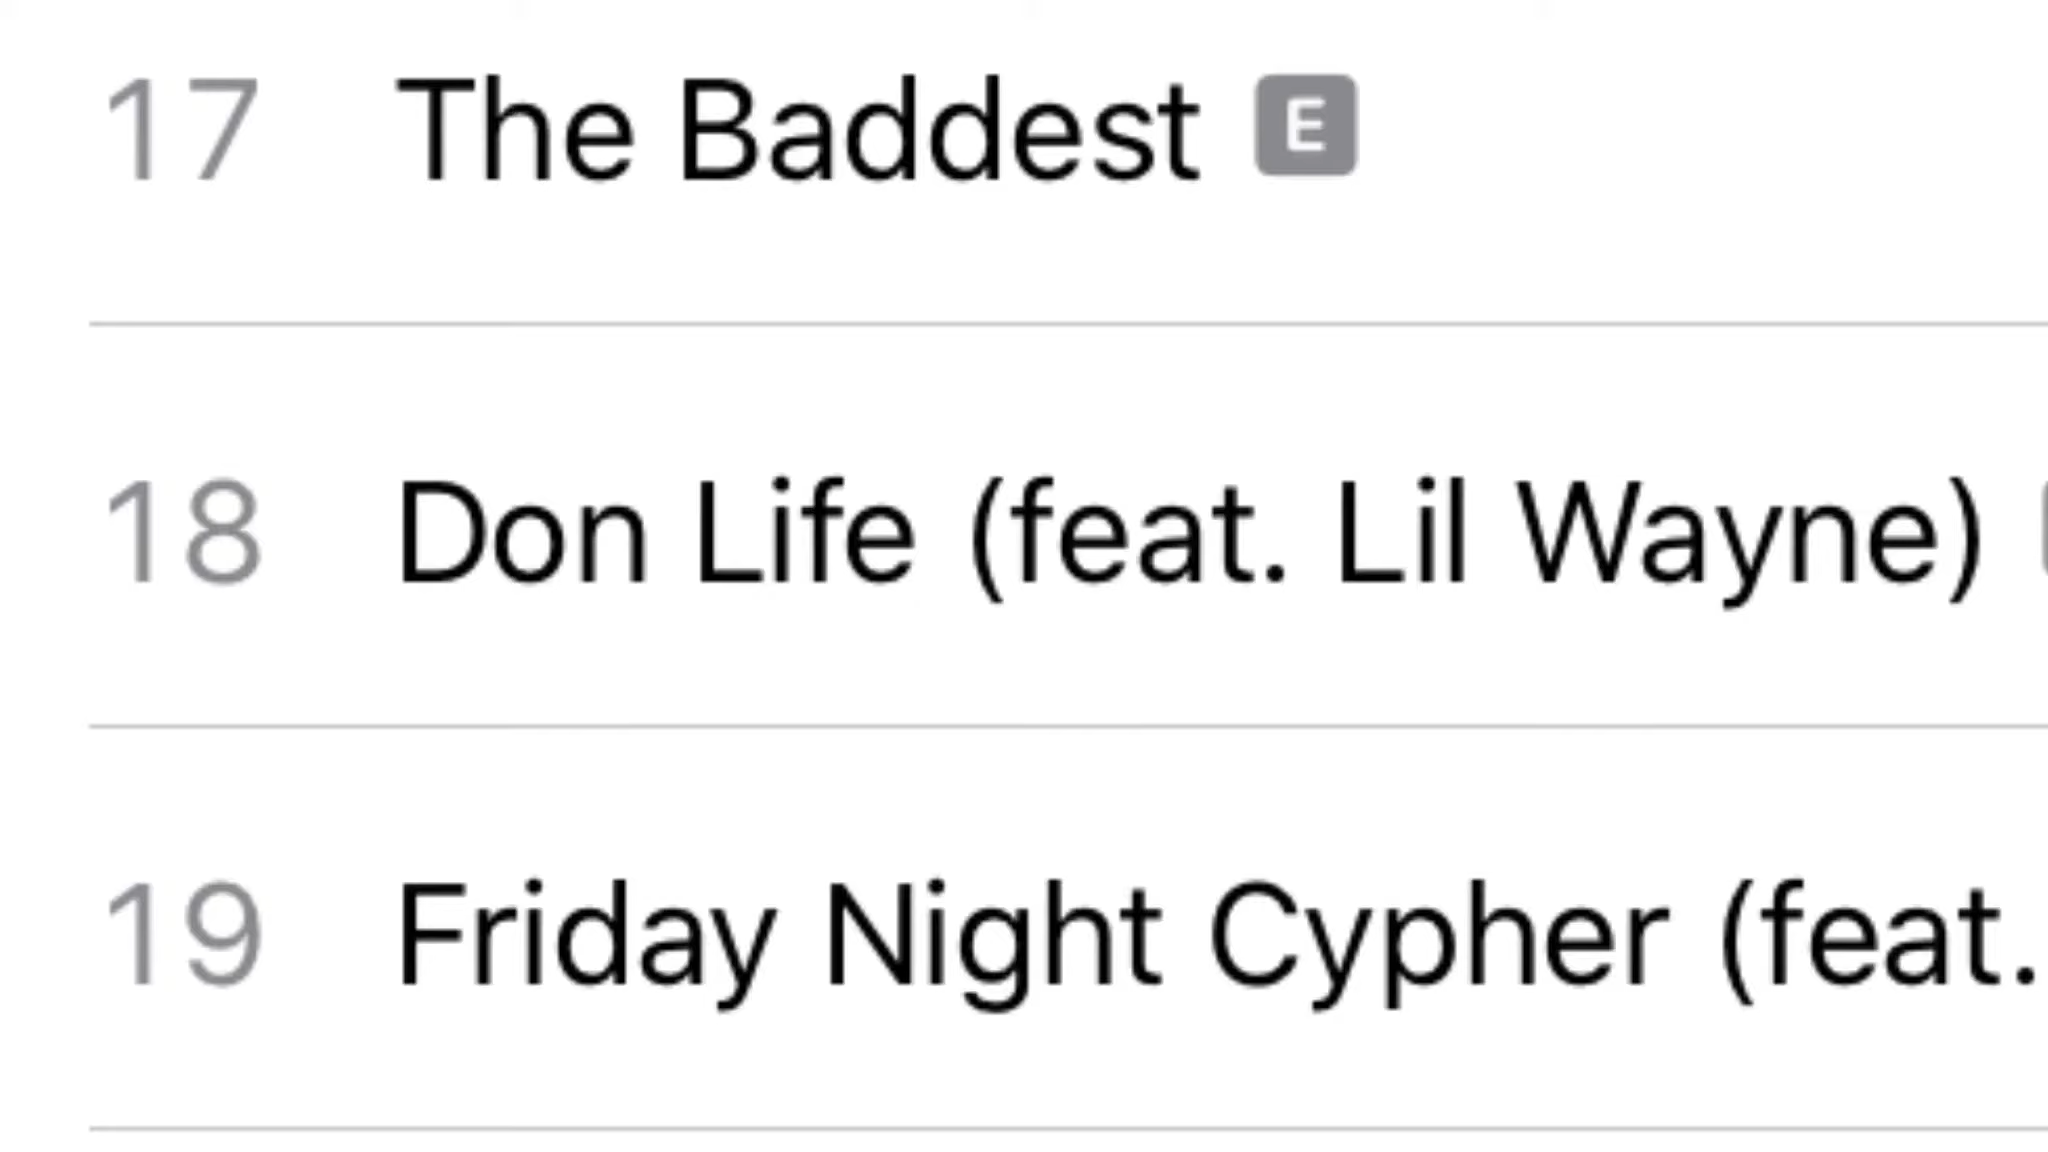 17 The Baddest E
18 Don Life (feat. Lil Wayne)
19 Friday Night Cypher (feat.